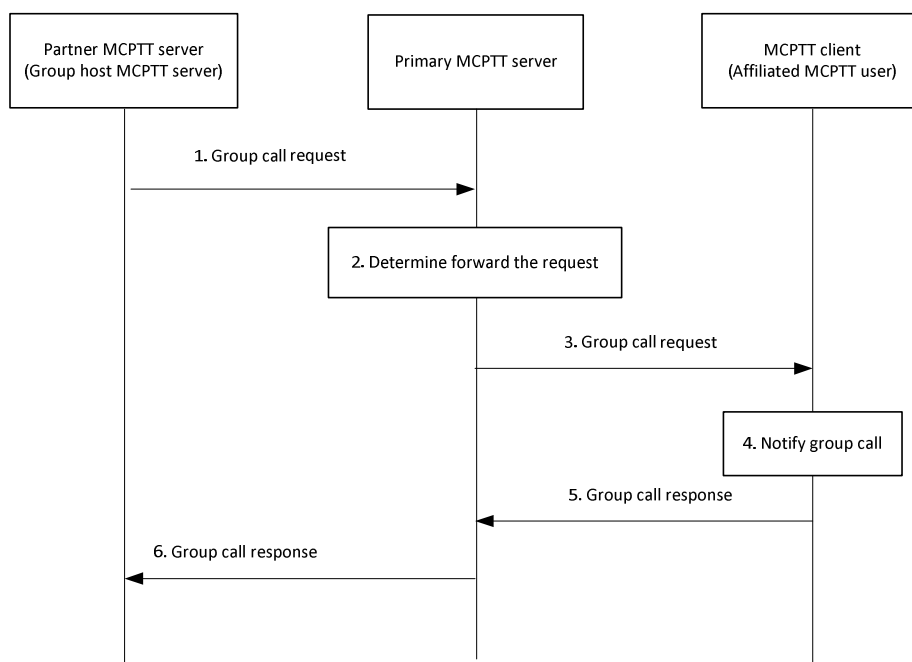 Partner MCPTT server
(Group host MCPTT server)
Primary MCPTT server
MCPTT client
(Affiliated MCPTT user)
1. Group call request
2. Determine forward the request
3. Group call request
4. Notify group call
5. Group call response
6. Group call response